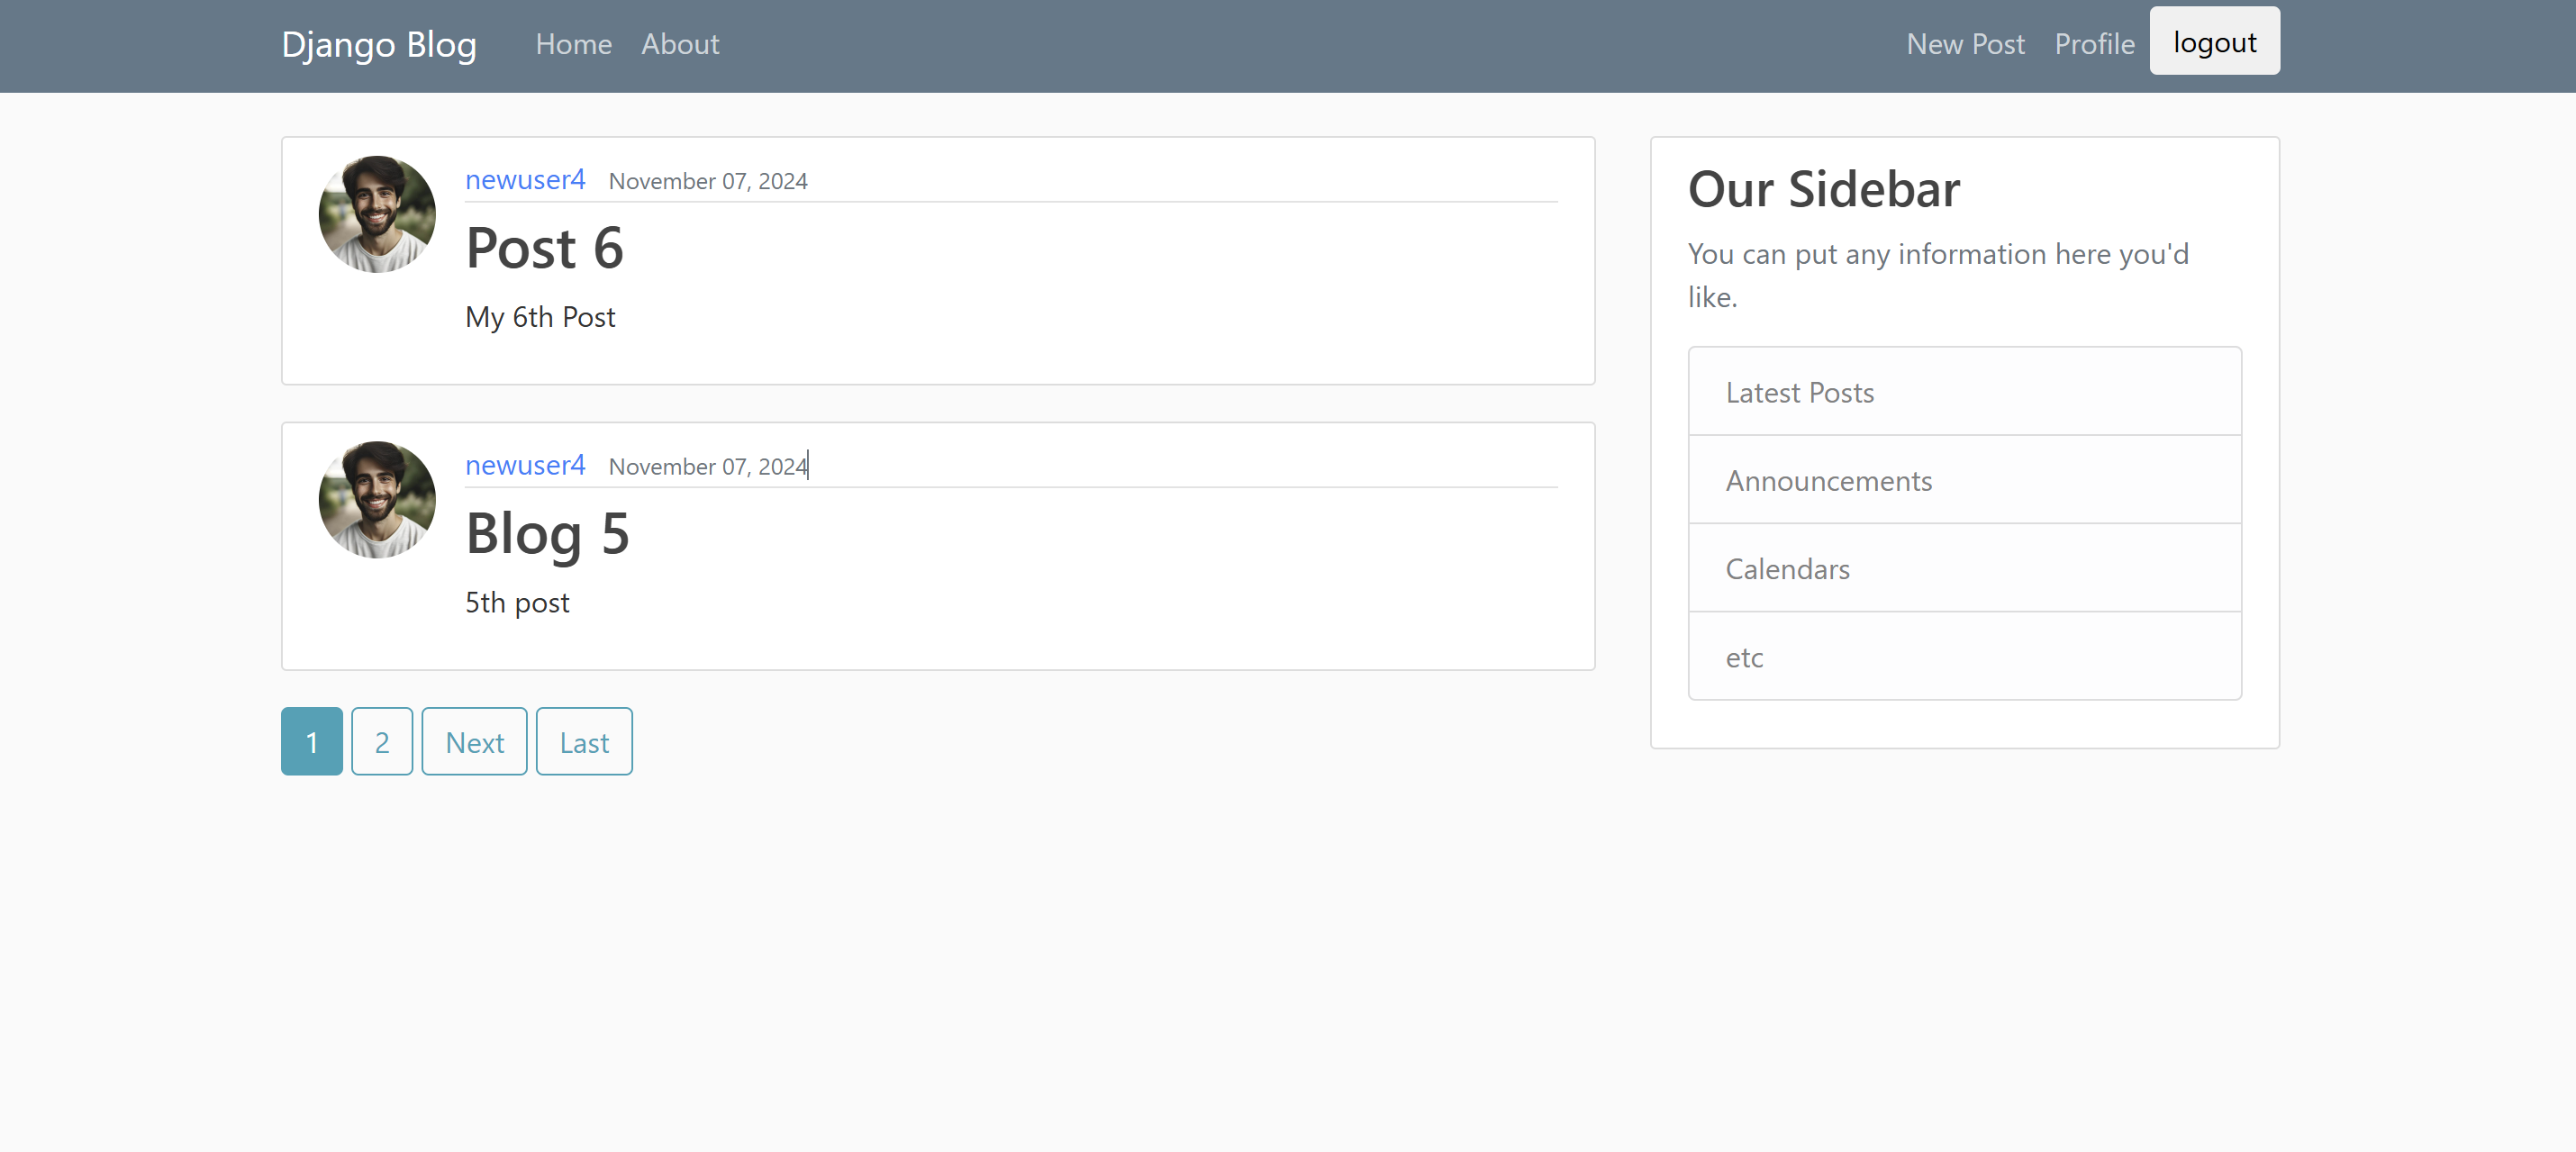 Django Blog Home About New Post Profile logout
newuser4 November 07, 2024
Post 6
My 6th Post
newuser4 November 07, 2024
Blog 5
5th post
1 2 Next Last
Our Sidebar
You can put any information here you'd
like.
Latest Posts
Announcements
Calendars
etc